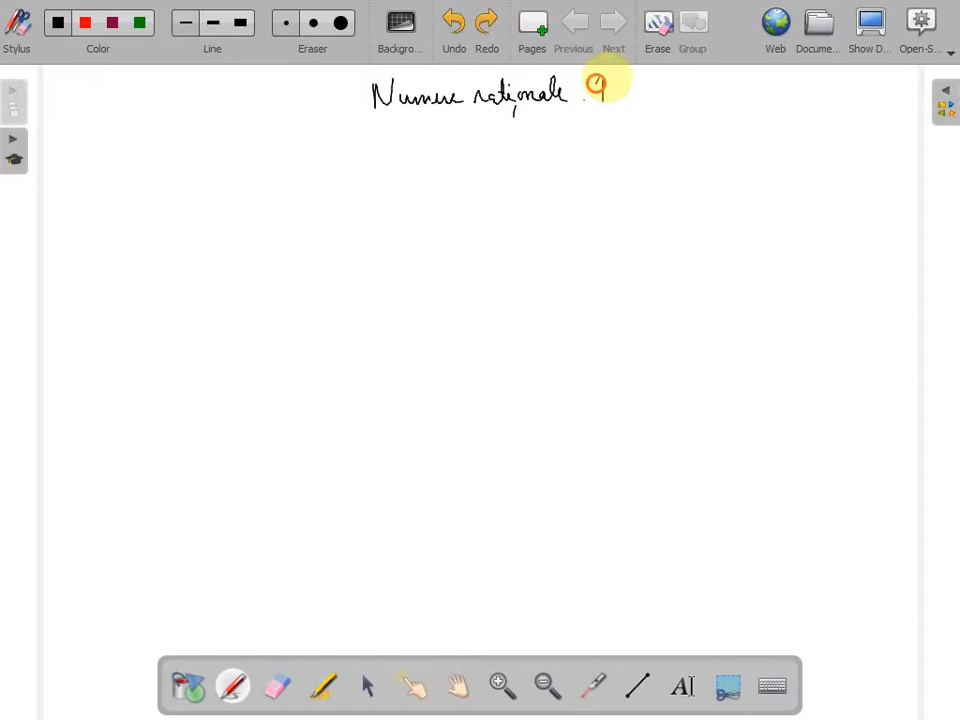 Stylus
Color
Line
Eraser
Backgro...
Undo
Redo
Pages
Previous
Next
Erase
Group
Web
Docume...
Show D...
Open-S...
Numere raționale.